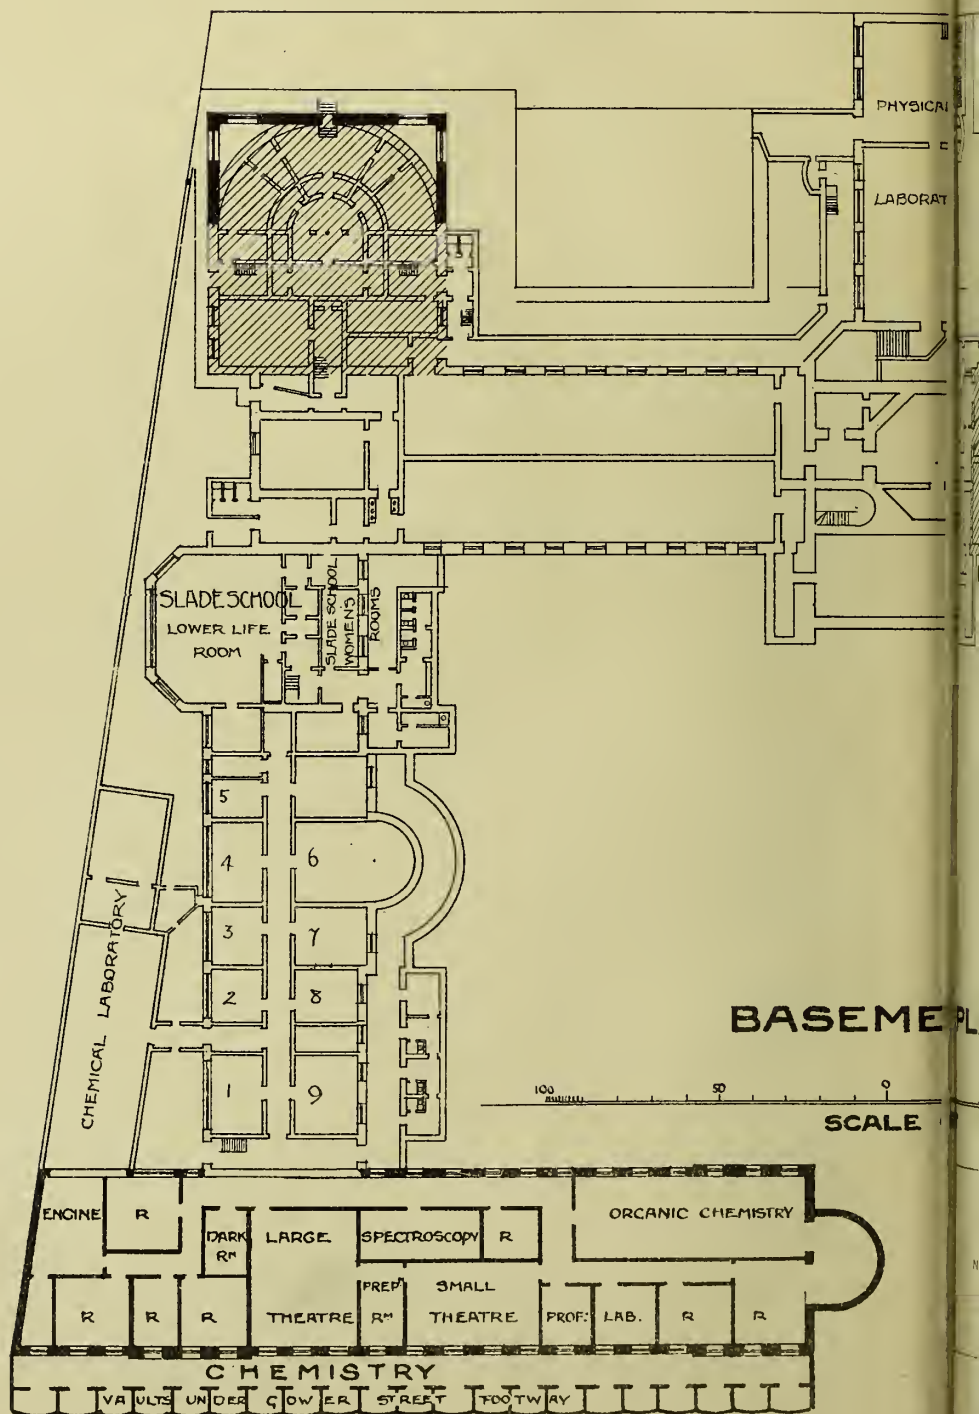 PHYSICAL
LABORAT
SLADE SCHOOL
LOWER LIFE
ROOM
SLADE SCHOOL
WOMEN'S
ROOMS
5
4
6
3
7
2
8
1
9
CHEMICAL LABORATORY
BASEME PL
100 50 0
SCALE
ENGINE R
DARK RM
LARGE
THEATRE
SPECTROSCOPY R
ORGANIC CHEMISTRY
PREP RM
SMALL
THEATRE
R R R
PROF: LAB. R R
CHEMISTRY
VAULTS UNDER GOWER STREET FOOTWAY
N